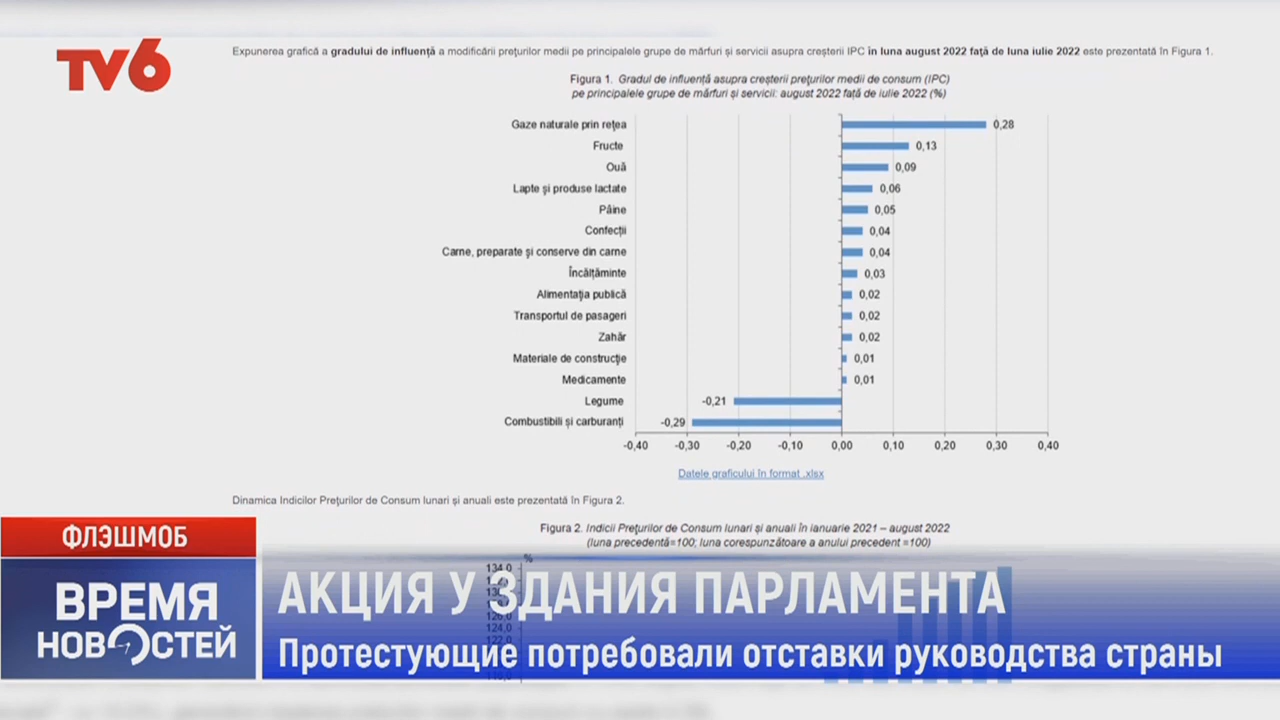 TV6
Expunerea grafică a gradului de influență a modificării prețurilor medii pe principalele grupe de mărfuri și servicii asupra creșterii IPC în luna august 2022 față de luna iulie 2022 este prezentată în Figura 1.
Figura 1. Gradul de influență asupra creșterii prețurilor medii de consum (IPC)
pe principalele grupe de mărfuri și servicii: august 2022 față de iulie 2022 (%)
Gaze naturale prin rețea 0,28
Fructe 0,13
Ouă 0,09
Lapte și produse lactate 0,06
Pâine 0,05
Confecții 0,04
Carne, preparate și conserve din carne 0,04
Încălțăminte 0,03
Alimentația publică 0,02
Transportul de pasageri 0,02
Zahăr 0,02
Materiale de construcție 0,01
Medicamente 0,01
Legume -0,21
Combustibili și carburanți -0,29
-0,40 -0,30 -0,20 -0,10 0,00 0,10 0,20 0,30 0,40
Datele graficului în format .xlsx
Dinamica Indicilor Prețurilor de Consum lunari și anuali este prezentată în Figura 2.
Figura 2. Indicii Prețurilor de Consum lunari și anuali în ianuarie 2021 – august 2022
(luna precedentă=100; luna corespunzătoare a anului precedent =100)
%
134,0
126,0
124,0
122,0
ФЛЭШМОБ
ВРЕМЯ
НОВОСТЕЙ
АКЦИЯ У ЗДАНИЯ ПАРЛАМЕНТА
Протестующие потребовали отставки руководства страны